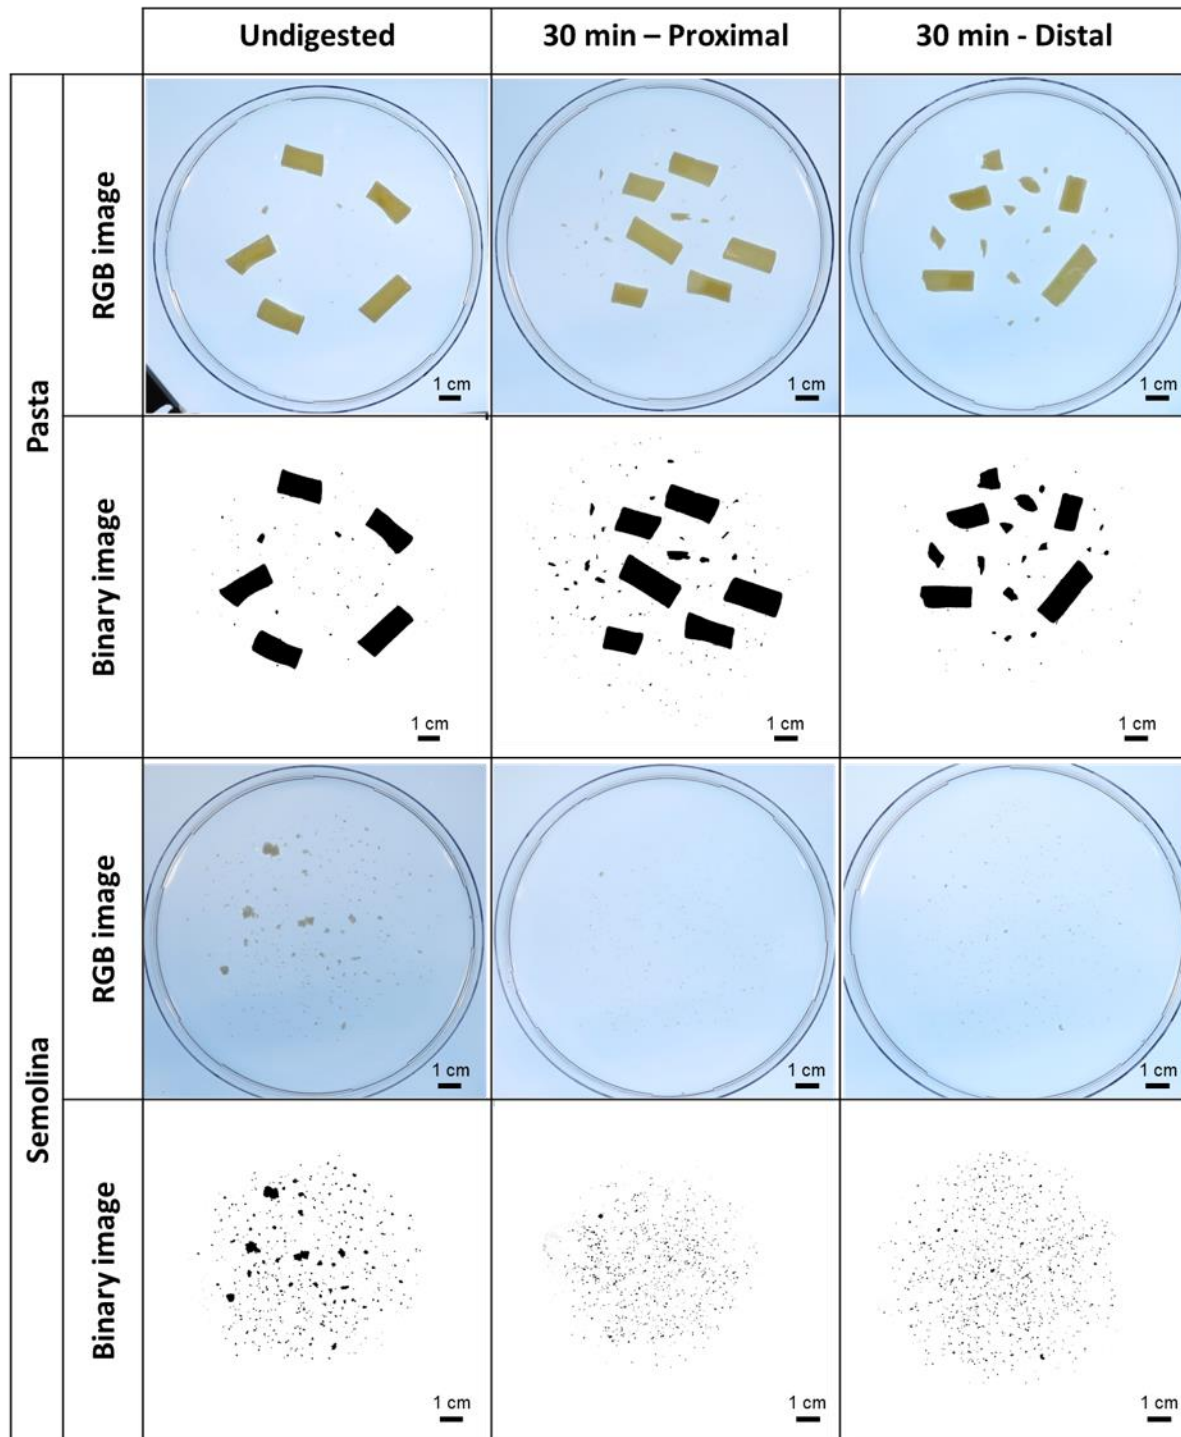 Undigested
30 min – Proximal
30 min - Distal
Pasta
RGB image
1 cm
1 cm
1 cm
Binary image
1 cm
1 cm
1 cm
Semolina
RGB image
1 cm
1 cm
1 cm
Binary image
1 cm
1 cm
1 cm